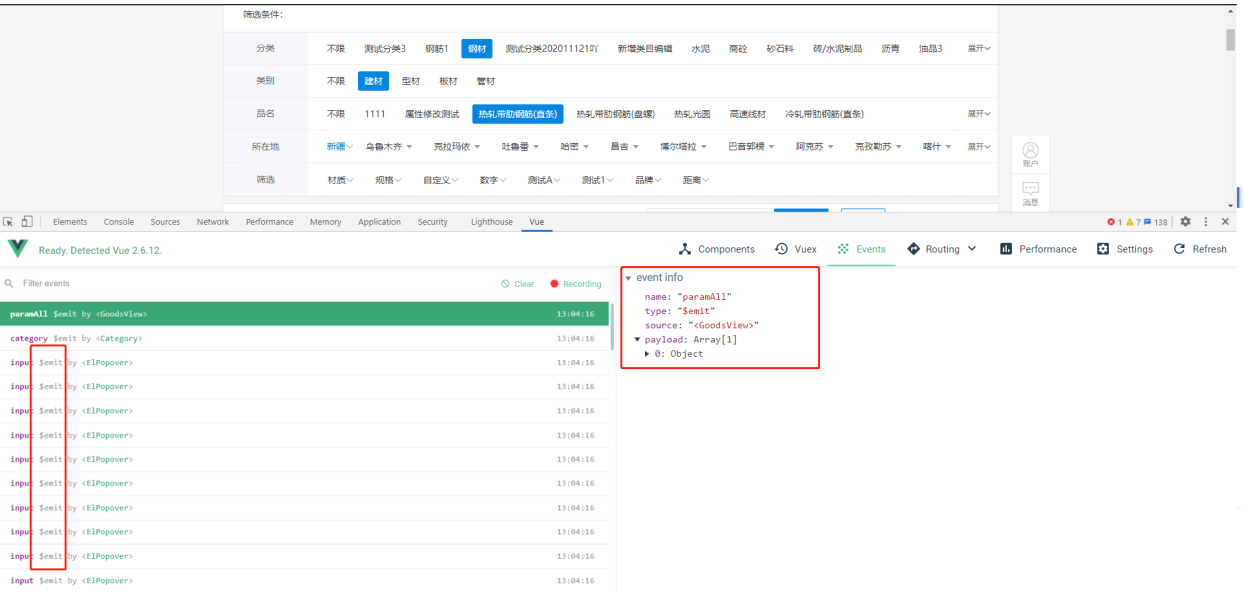 筛选条件:
分类 不限 测试分类3 钢筋1 钢材 测试分类202011121吖 新增类目编辑 水泥 商砼 砂石料 砖/水泥制品 沥青 油品3 展开
类别 不限 建材 型材 板材 管材
品名 不限 1111 属性修改测试 热轧带肋钢筋(直条) 热轧带肋钢筋(盘螺) 热轧光圆 高速线材 冷轧带肋钢筋(直条) 展开
所在地 新疆 乌鲁木齐 克拉玛依 吐鲁番 哈密 昌吉 博尔塔拉 巴音郭楞 阿克苏 克孜勒苏 喀什 展开
筛选 材质 规格 自定义 数字 测试A 测试1 品牌 距离
账户
消息
Elements Console Sources Network Performance Memory Application Security Lighthouse Vue 1 7 138
Ready. Detected Vue 2.6.12. Components Vuex Events Routing Performance Settings Refresh
Filter events Clear Recording
paramAll $emit by <GoodsView> 13:04:16
category $emit by <Category> 13:04:16
input $emit by <ElPopover> 13:04:16
input $emit by <ElPopover> 13:04:16
input $emit by <ElPopover> 13:04:16
input $emit by <ElPopover> 13:04:16
input $emit by <ElPopover> 13:04:16
input $emit by <ElPopover> 13:04:16
input $emit by <ElPopover> 13:04:16
input $emit by <ElPopover> 13:04:16
input $emit by <ElPopover> 13:04:16
input $emit by <ElPopover> 13:04:16
event info
name: "paramAll"
type: "$emit"
source: "<GoodsView>"
payload: Array[1]
0: Object